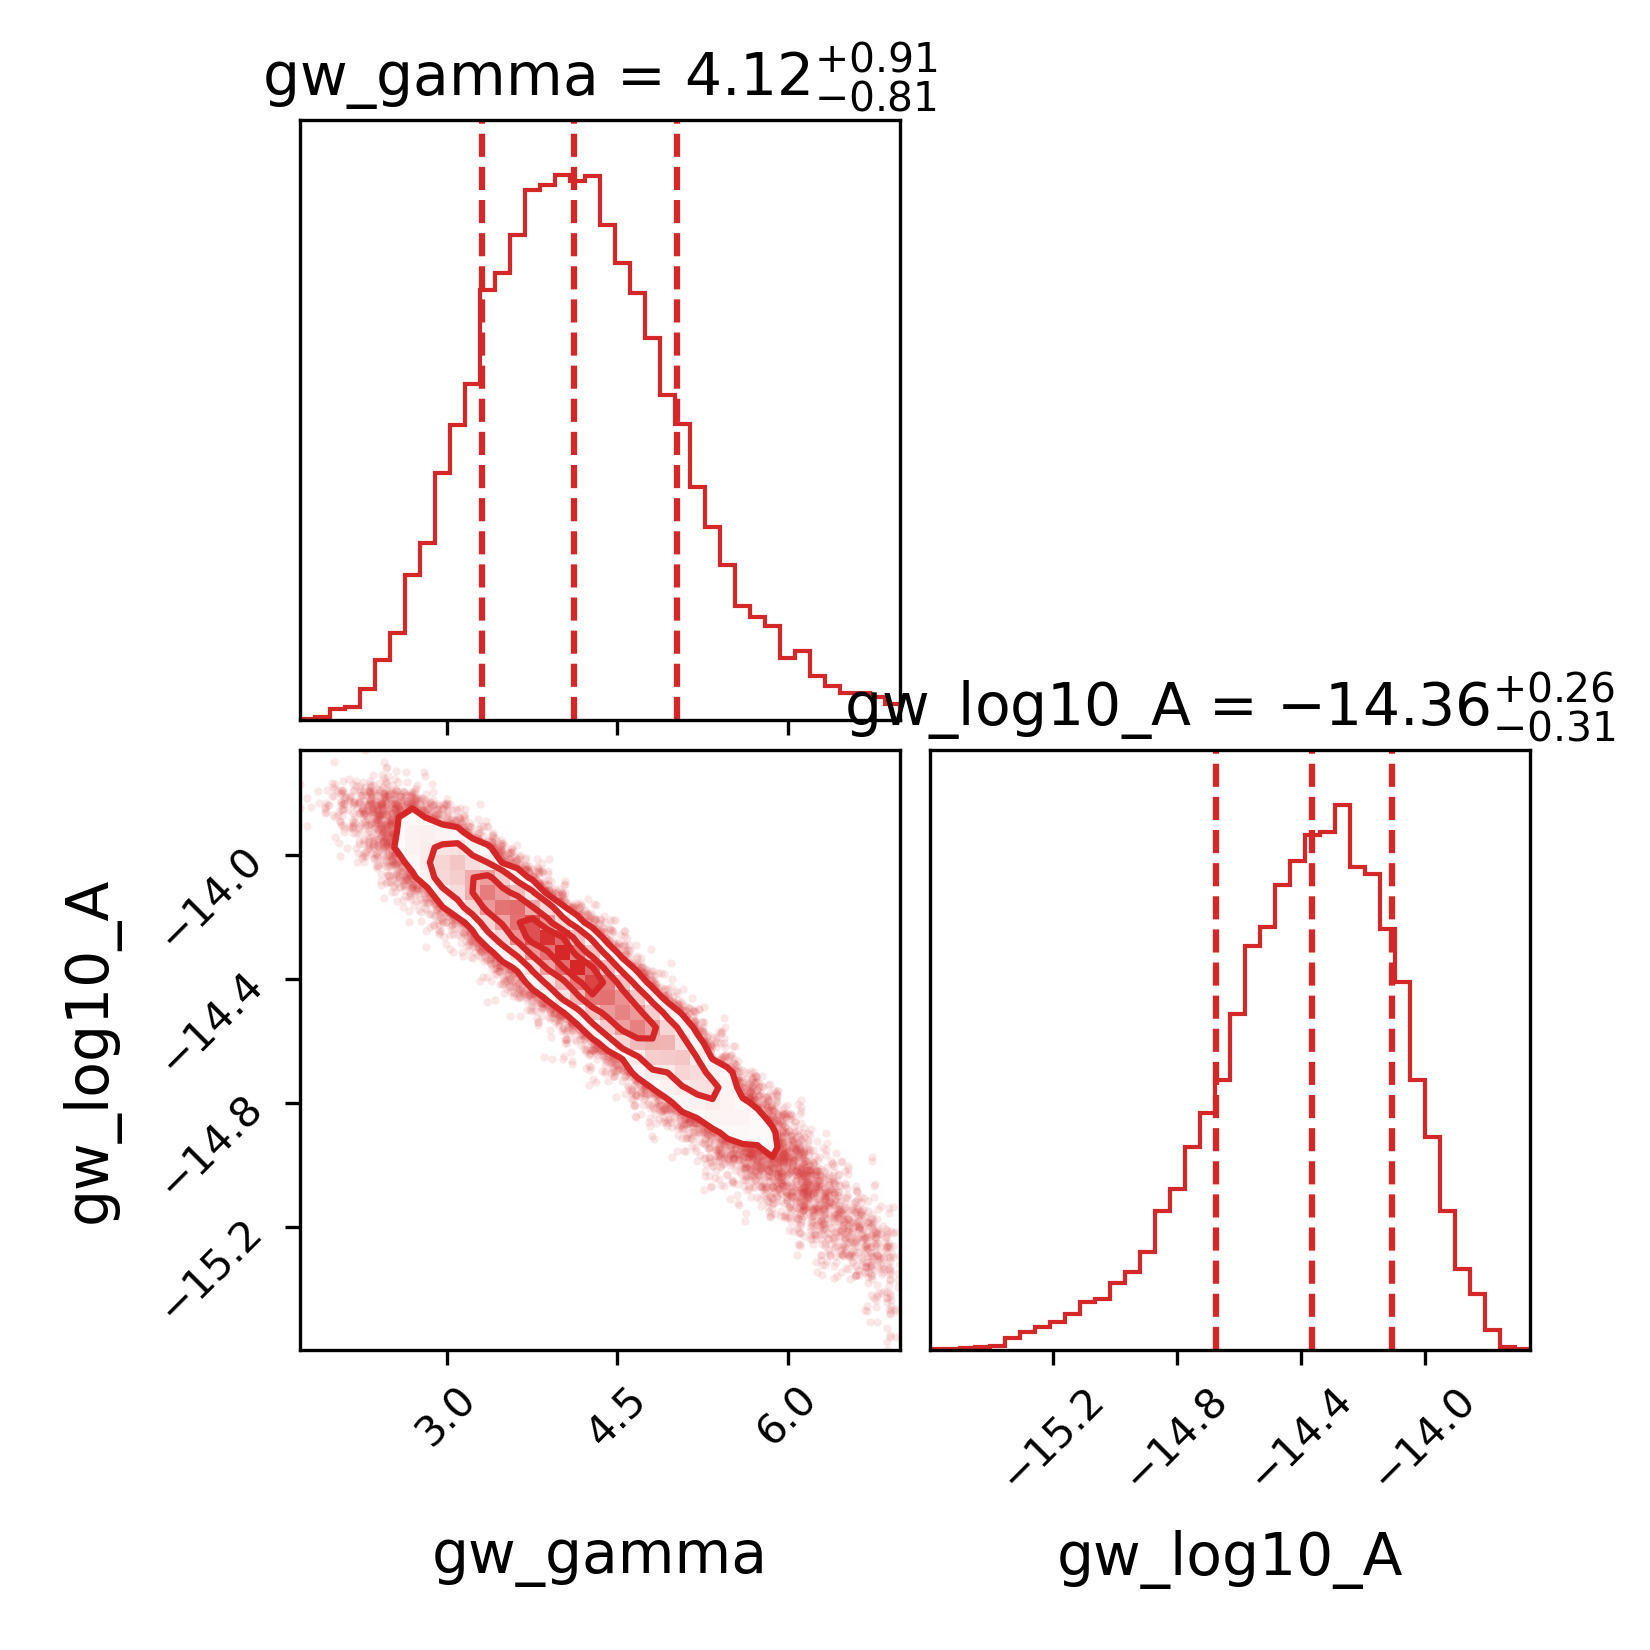 gw_gamma = 4.12+0.91−0.81
gw_log10_A = −14.36+0.26−0.31
gw_log10_A
−14.0
−14.4
−14.8
−15.2
3.0 4.5 6.0
−15.2 −14.8 −14.4 −14.0
gw_gamma
gw_log10_A